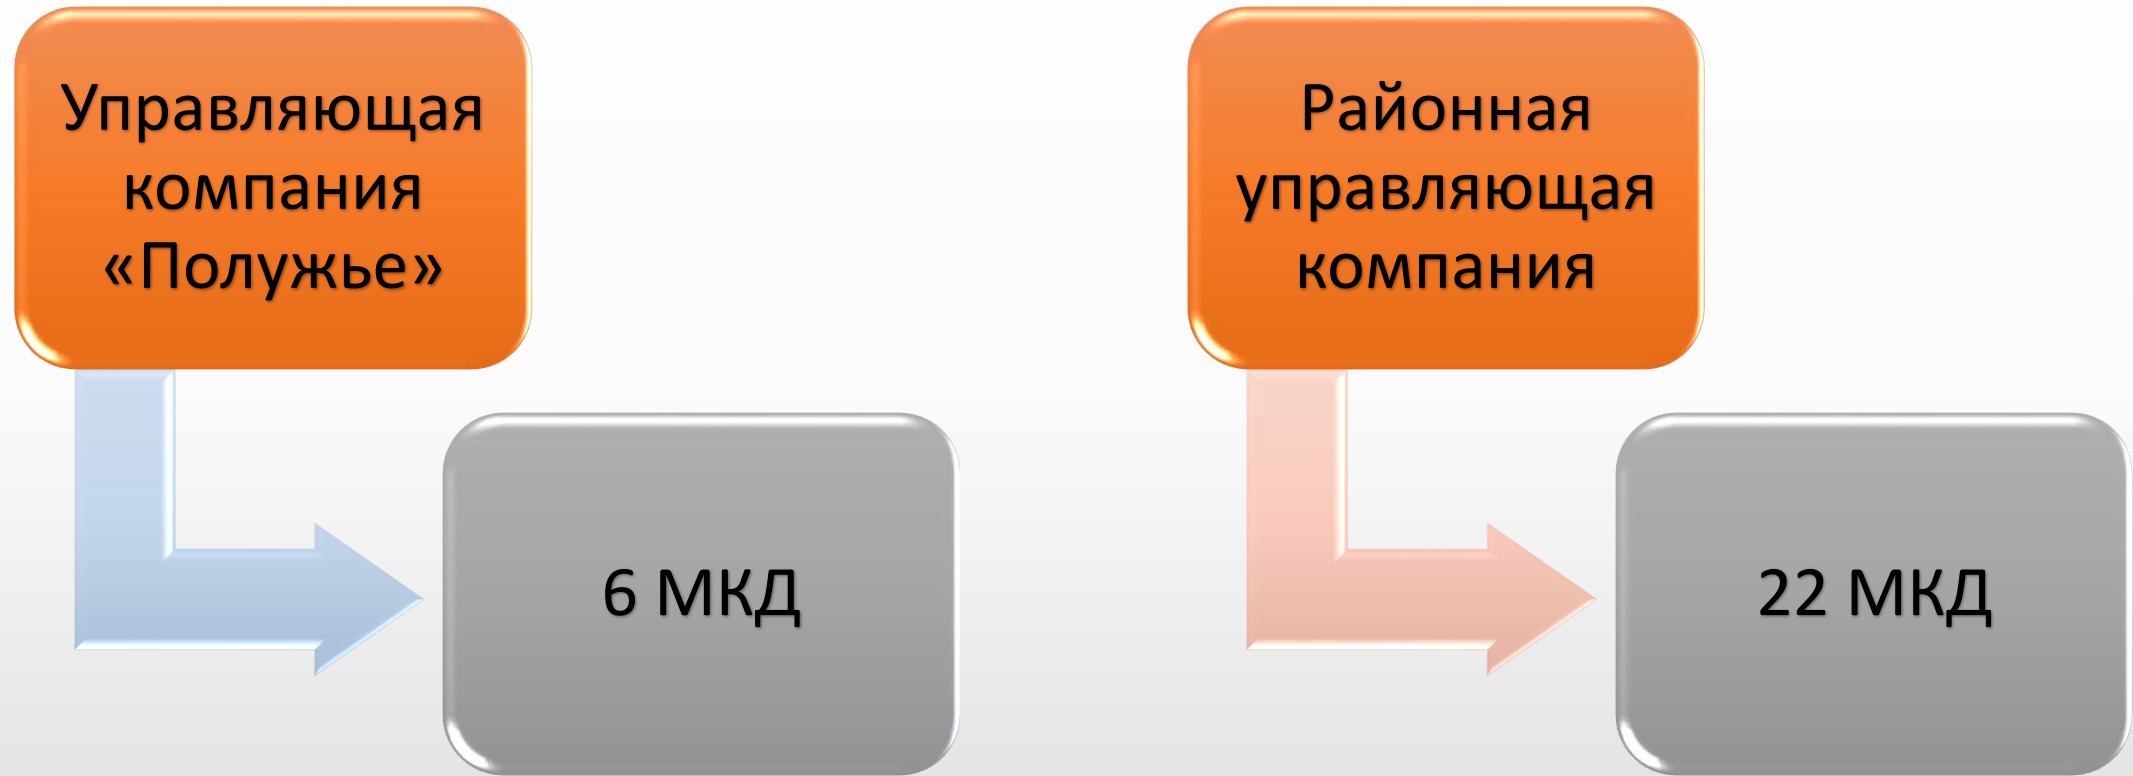 Управляющая
компания
«Полужье»
6 МКД
Районная
управляющая
компания
22 МКД